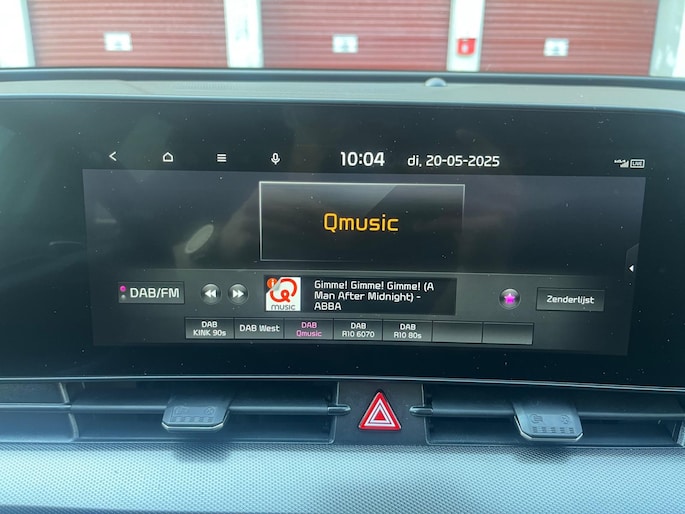 10:04 di, 20-05-2025
LIVE
Qmusic
DAB/FM
Q
MUSIC
Gimme! Gimme! Gimme! (A
Man After Midnight) -
ABBA
Zenderlijst
DAB
KINK 90s
DAB West
DAB
Qmusic
DAB
R10 6070
DAB
R10 80s